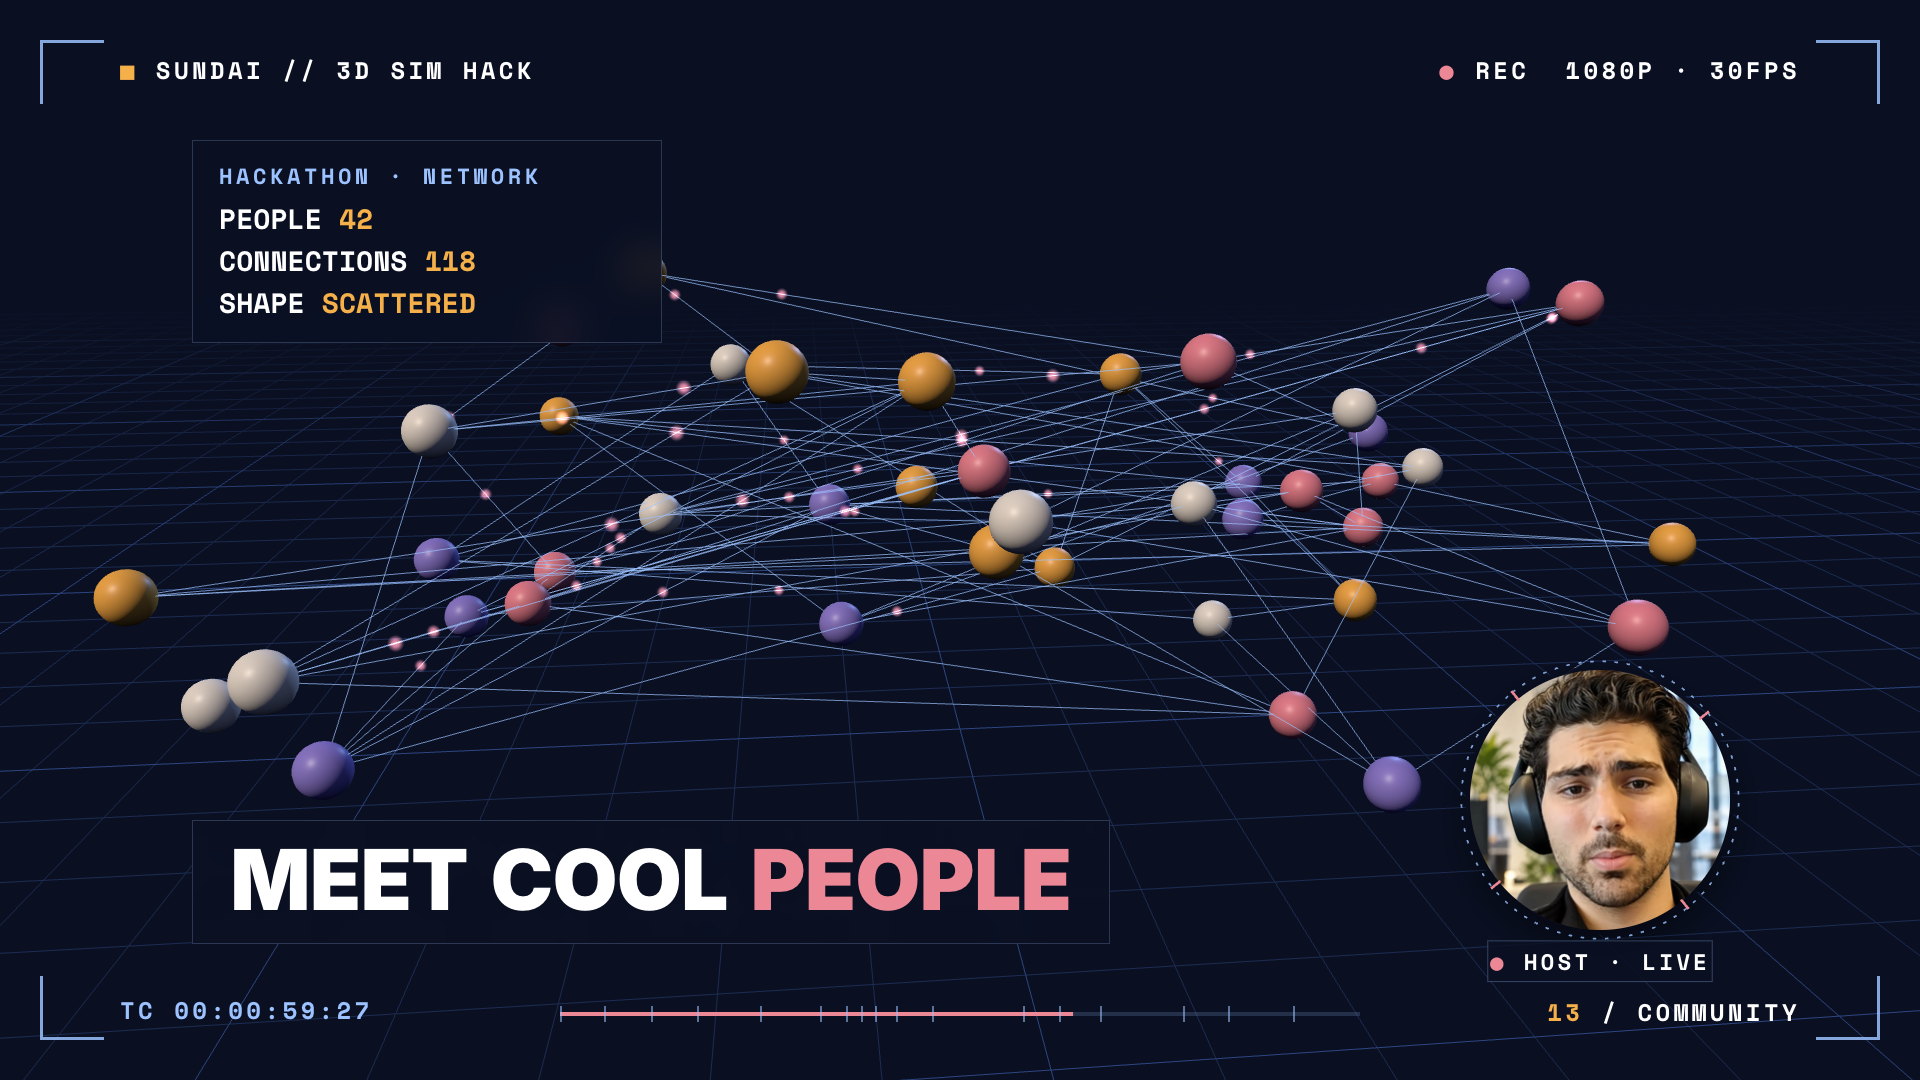 SUNDAI // 3D SIM HACK
REC 1080P · 30FPS
HACKATHON · NETWORK
PEOPLE 42
CONNECTIONS 118
SHAPE SCATTERED
MEET COOL PEOPLE
HOST · LIVE
TC 00:00:59:27
13 / COMMUNITY